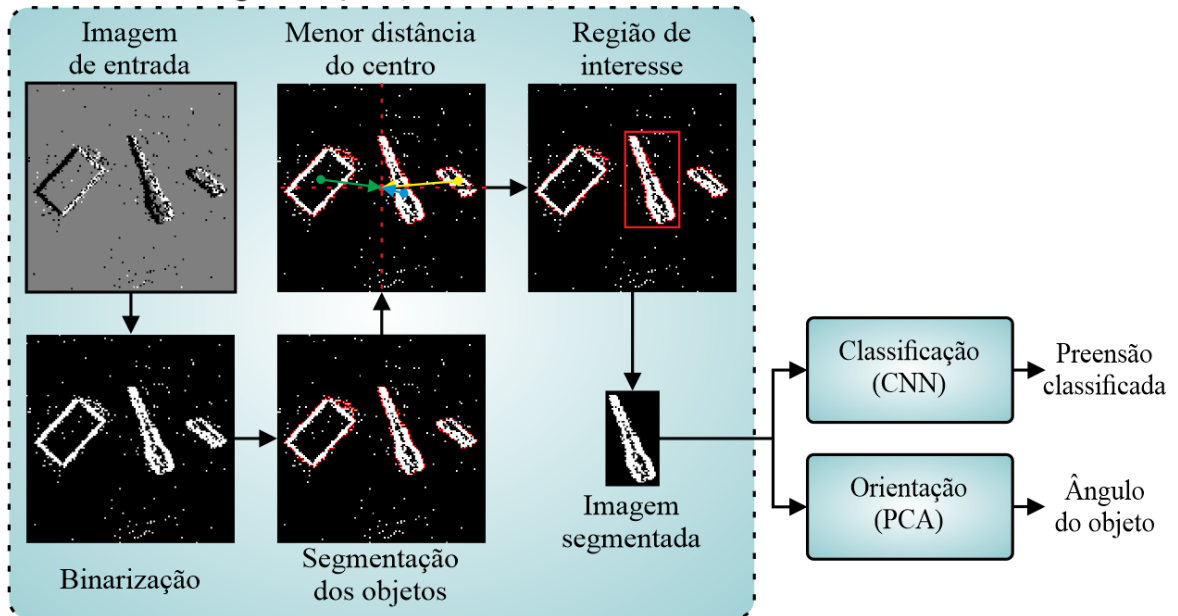 Imagem
de entrada
Menor distância
do centro
Região de
interesse
Binarização
Segmentação
dos objetos
Imagem
segmentada
Classificação
(CNN)
Preensão
classificada
Orientação
(PCA)
Ângulo
do objeto